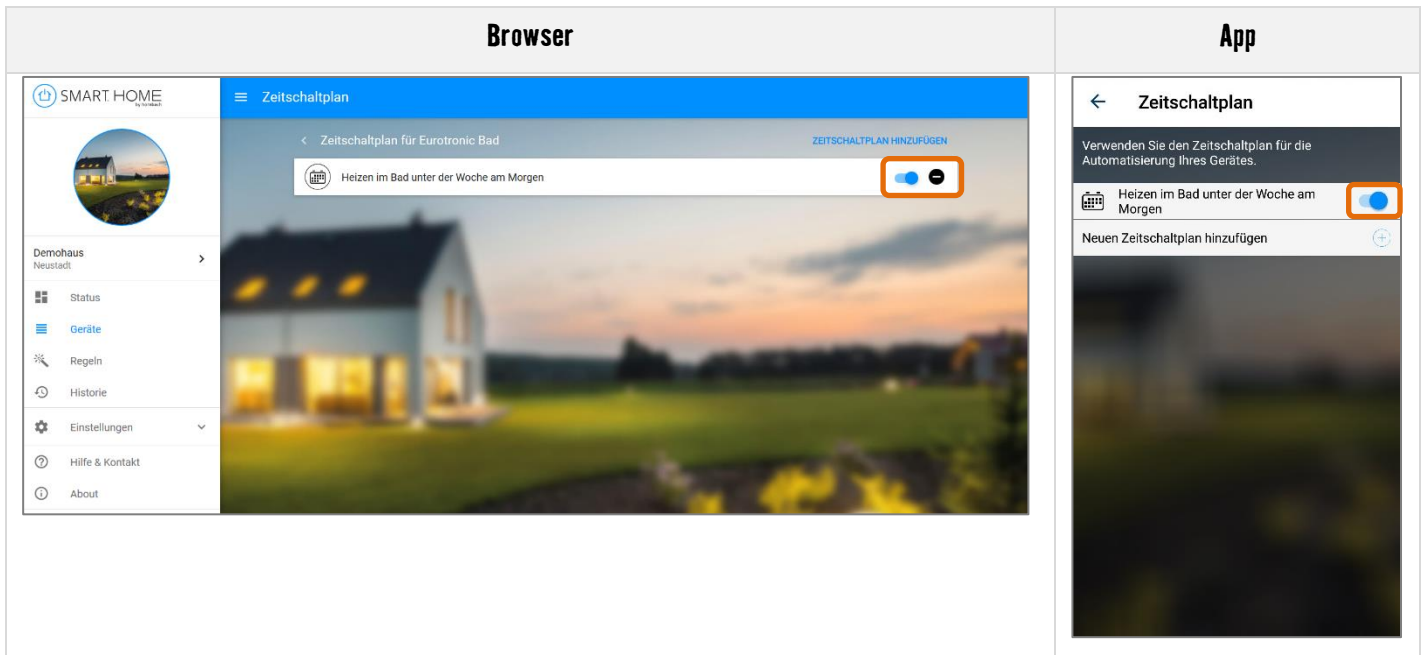 Browser
App
SMART HOME
by hornbach
Demohaus
Neustadt
Status
Geräte
Regeln
Historie
Einstellungen
Hilfe & Kontakt
About
Zeitschaltplan
Zeitschaltplan für Eurotronic Bad
ZEITSCHALTPLAN HINZUFÜGEN
Heizen im Bad unter der Woche am Morgen
Zeitschaltplan
Verwenden Sie den Zeitschaltplan für die
Automatisierung Ihres Gerätes.
Heizen im Bad unter der Woche am
Morgen
Neuen Zeitschaltplan hinzufügen